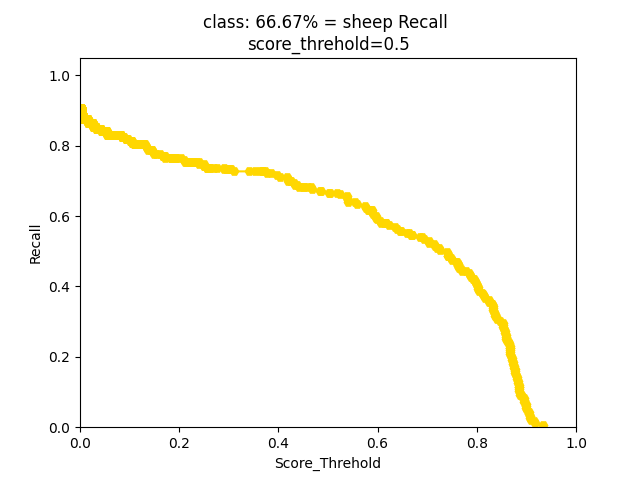 class: 66.67% = sheep Recall
score_threhold=0.5
1.0
0.8
0.6
0.4
0.2
0.0
Recall
0.0 0.2 0.4 0.6 0.8 1.0
Score_Threhold